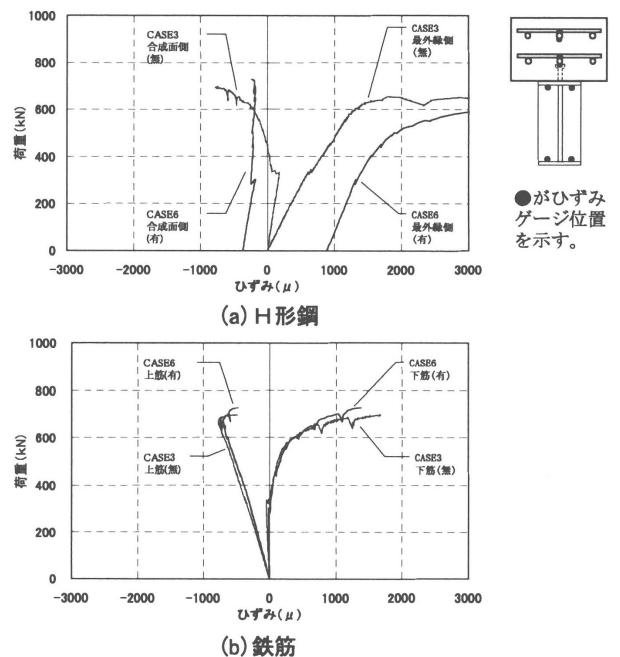 1000
800
600
400
200
0
荷重(kN)
CASE3
合成面側
(無)
CASE3
最外縁側
(無)
CASE6
合成面側
(有)
CASE6
最外縁側
(有)
-3000 -2000 -1000 0 1000 2000 3000
ひずみ(μ)
(a) H形鋼
●がひずみ
ゲージ位置
を示す。
1000
800
600
400
200
0
荷重(kN)
CASE6
上筋(有)
CASE6
下筋(有)
CASE3
上筋(無)
CASE3
下筋(無)
-3000 -2000 -1000 0 1000 2000 3000
ひずみ(μ)
(b) 鉄筋